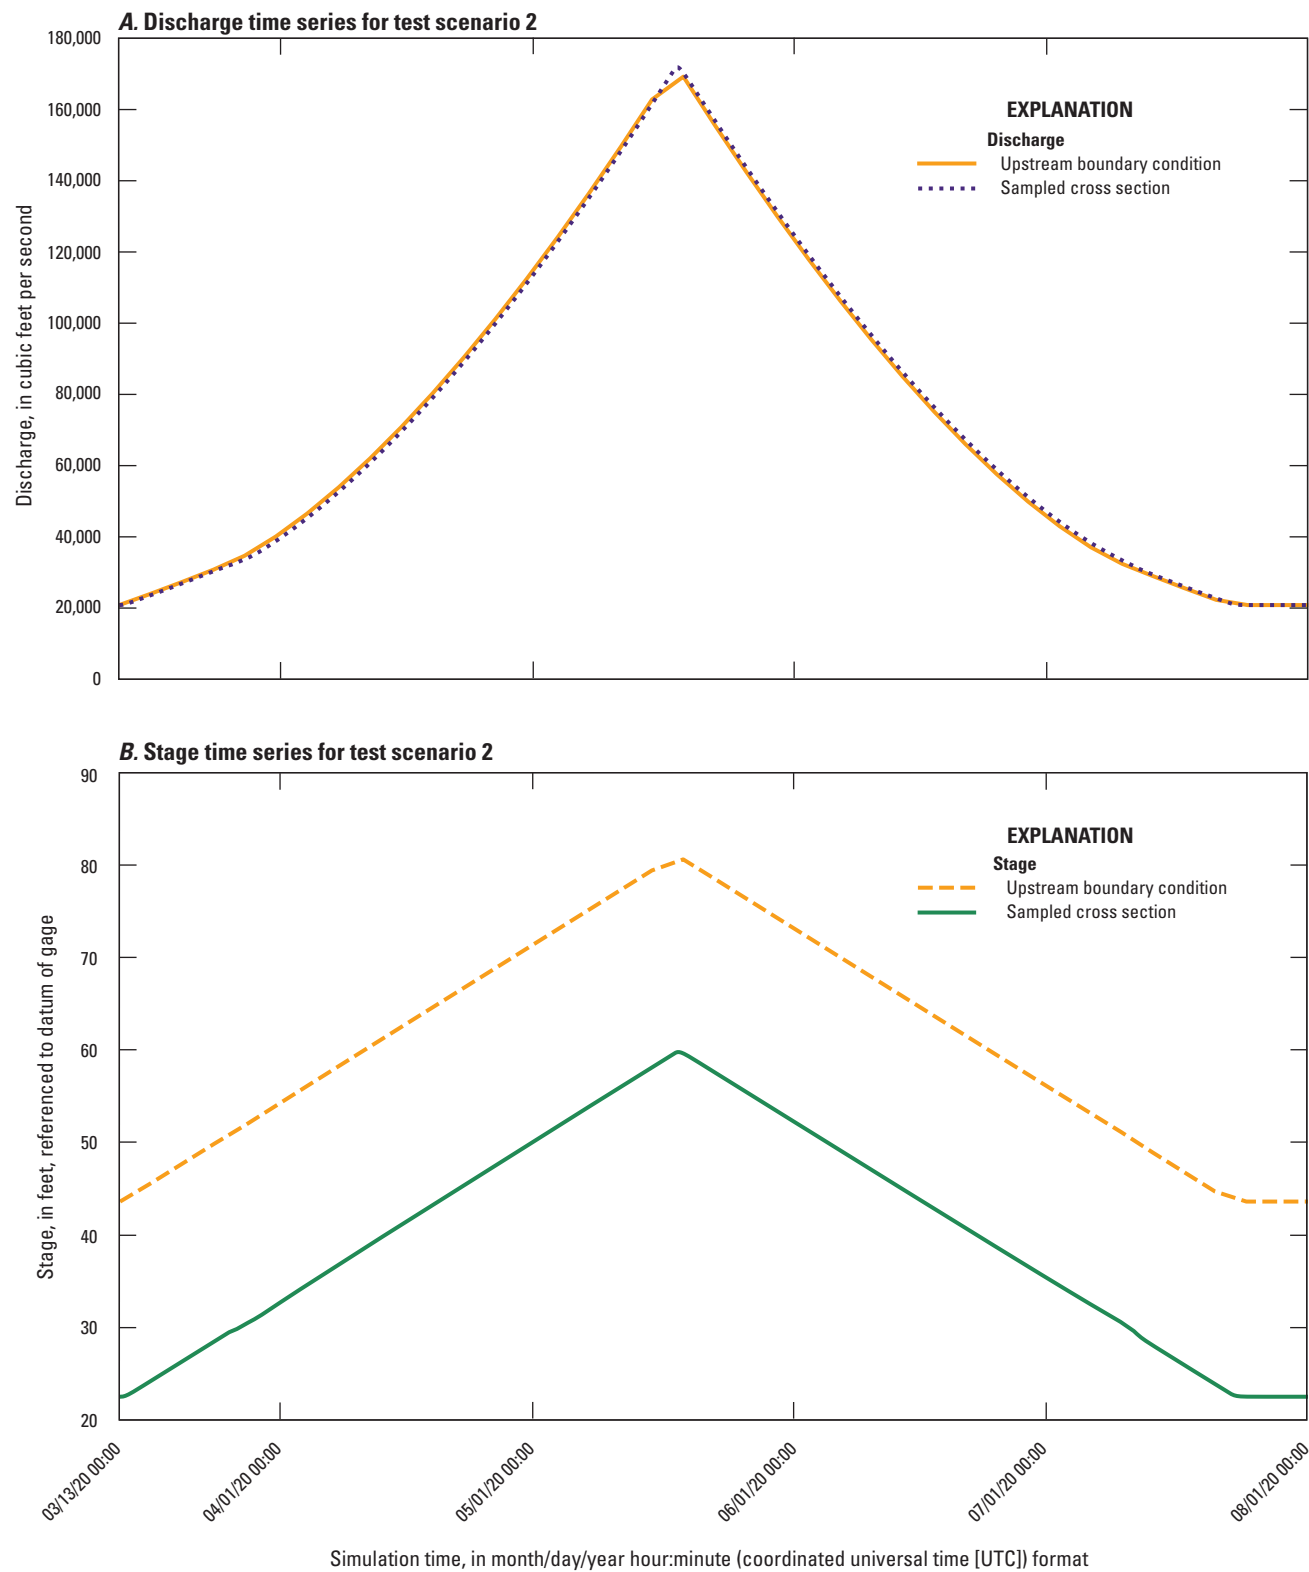 A. Discharge time series for test scenario 2
180,000
160,000
140,000
120,000
100,000
80,000
60,000
40,000
20,000
0
Discharge, in cubic feet per second
EXPLANATION
Discharge
Upstream boundary condition
Sampled cross section
B. Stage time series for test scenario 2
90
80
70
60
50
40
30
20
Stage, in feet, referenced to datum of gage
EXPLANATION
Stage
Upstream boundary condition
Sampled cross section
03/13/20 00:00
04/01/20 00:00
05/01/20 00:00
06/01/20 00:00
07/01/20 00:00
08/01/20 00:00
Simulation time, in month/day/year hour:minute (coordinated universal time [UTC]) format